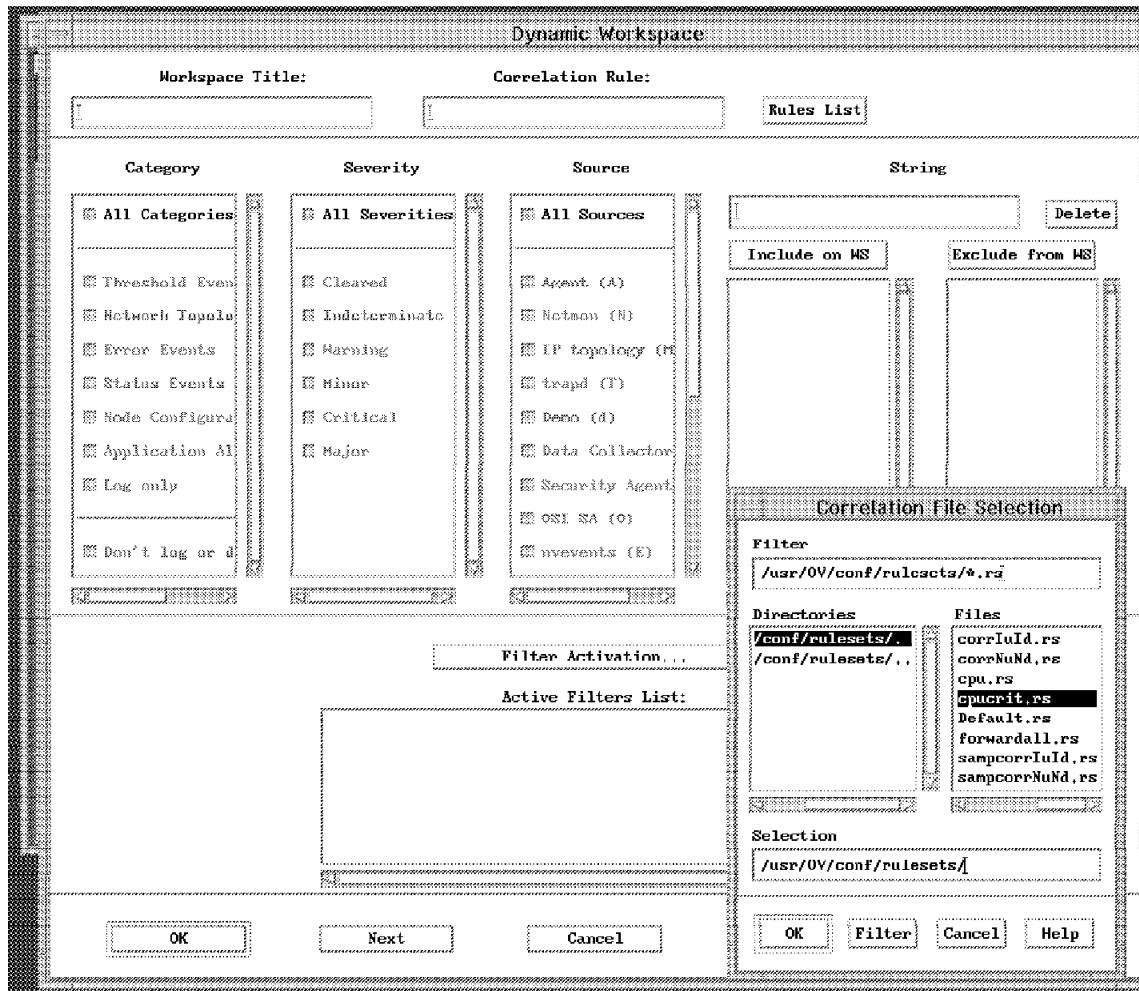 Dynamic Workspace
Workspace Title:
Correlation Rule:
Rules List
Category
Severity
Source
String
All Categories
All Severities
All Sources
Delete
Include on WS
Exclude from WS
Threshold Even
Network Topolo
Error Events
Status Events
Node Configura
Application Al
Log only
Don't log or d
Cleared
Indeterminate
Warning
Minor
Critical
Major
Agent (A)
Netmon (N)
IP topology (M
trapd (T)
Demo (d)
Data Collector
Security Agent
OSI SA (O)
nvevents (E)
Filter Activation...
Active Filters List:
OK
Next
Cancel
Correlation File Selection
Filter
/usr/OV/conf/rulesets/*.rs
Directories
/conf/rulesets/.
/conf/rulesets/..
Files
corrIuId.rs
corrNuNd.rs
cpu.rs
cpucrit.rs
Default.rs
forwardall.rs
sampcorrIuId.rs
sampcorrNuNd.rs
Selection
/usr/OV/conf/rulesets/
OK
Filter
Cancel
Help